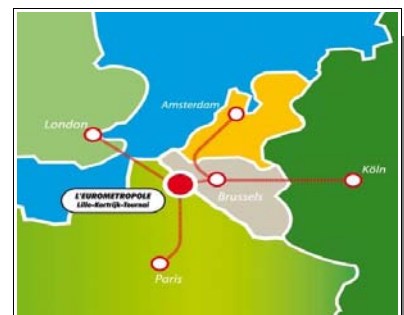 Amsterdam
London
Köln
L'EUROMETROPOLE
Lille-Kortrijk-Tournai
Brussels
Paris